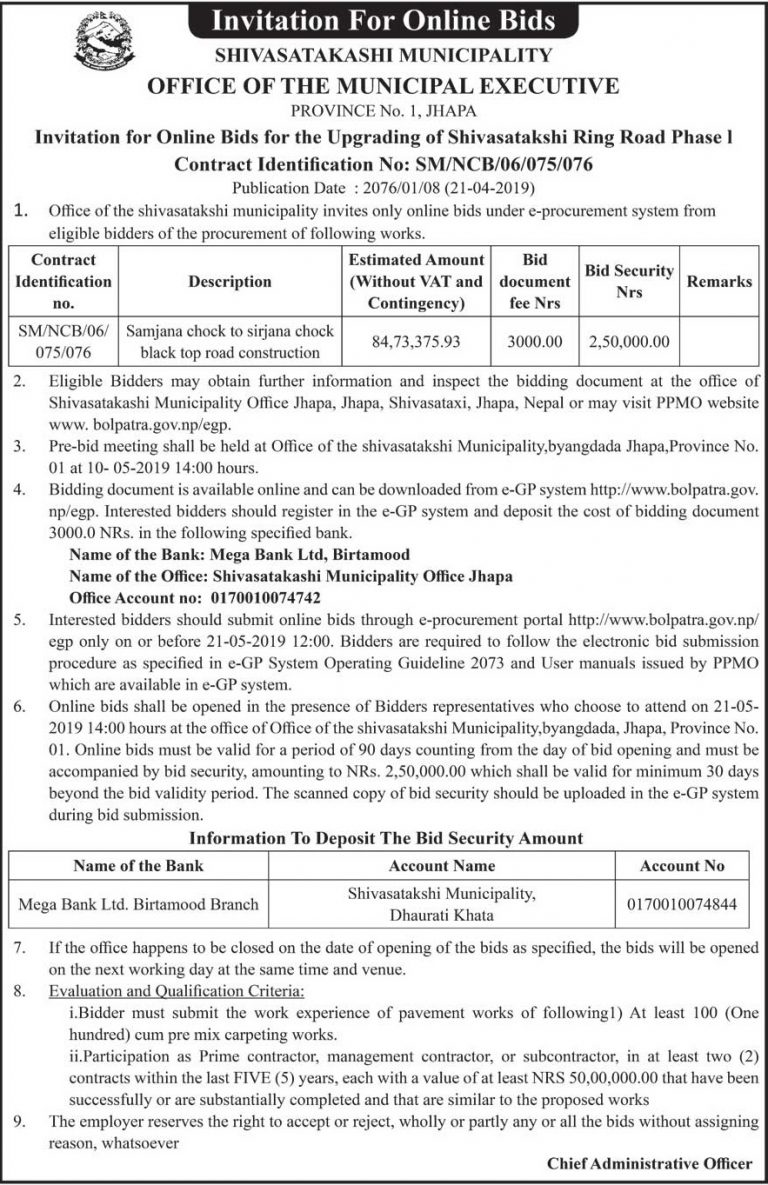 Invitation For Online Bids
SHIVASATAKASHI MUNICIPALITY
OFFICE OF THE MUNICIPAL EXECUTIVE
PROVINCE No. 1, JHAPA
Invitation for Online Bids for the Upgrading of Shivasatakshi Ring Road Phase l
Contract Identification No: SM/NCB/06/075/076
Publication Date : 2076/01/08 (21-04-2019)
1. Office of the shivasatakshi municipality invites only online bids under e-procurement system from
eligible bidders of the procurement of following works.
Contract Identification no. | Description | Estimated Amount (Without VAT and Contingency) | Bid document fee Nrs | Bid Security Nrs | Remarks
SM/NCB/06/075/076 | Samjana chock to sirjana chock black top road construction | 84,73,375.93 | 3000.00 | 2,50,000.00
2. Eligible Bidders may obtain further information and inspect the bidding document at the office of
Shivasatakashi Municipality Office Jhapa, Jhapa, Shivasataxi, Jhapa, Nepal or may visit PPMO website
www. bolpatra.gov.np/egp.
3. Pre-bid meeting shall be held at Office of the shivasatakshi Municipality,byangdada Jhapa,Province No.
01 at 10- 05-2019 14:00 hours.
4. Bidding document is available online and can be downloaded from e-GP system http://www.bolpatra.gov.
np/egp. Interested bidders should register in the e-GP system and deposit the cost of bidding document
3000.0 NRs. in the following specified bank.
Name of the Bank: Mega Bank Ltd, Birtamood
Name of the Office: Shivasatakashi Municipality Office Jhapa
Office Account no: 0170010074742
5. Interested bidders should submit online bids through e-procurement portal http://www.bolpatra.gov.np/
egp only on or before 21-05-2019 12:00. Bidders are required to follow the electronic bid submission
procedure as specified in e-GP System Operating Guideline 2073 and User manuals issued by PPMO
which are available in e-GP system.
6. Online bids shall be opened in the presence of Bidders representatives who choose to attend on 21-05-
2019 14:00 hours at the office of Office of the shivasatakshi Municipality,byangdada, Jhapa, Province No.
01. Online bids must be valid for a period of 90 days counting from the day of bid opening and must be
accompanied by bid security, amounting to NRs. 2,50,000.00 which shall be valid for minimum 30 days
beyond the bid validity period. The scanned copy of bid security should be uploaded in the e-GP system
during bid submission.
Information To Deposit The Bid Security Amount
Name of the Bank | Account Name | Account No
Mega Bank Ltd. Birtamood Branch | Shivasatakshi Municipality, Dhaurati Khata | 0170010074844
7. If the office happens to be closed on the date of opening of the bids as specified, the bids will be opened
on the next working day at the same time and venue.
8. Evaluation and Qualification Criteria:
i.Bidder must submit the work experience of pavement works of following1) At least 100 (One
hundred) cum pre mix carpeting works.
ii.Participation as Prime contractor, management contractor, or subcontractor, in at least two (2)
contracts within the last FIVE (5) years, each with a value of at least NRS 50,00,000.00 that have been
successfully or are substantially completed and that are similar to the proposed works
9. The employer reserves the right to accept or reject, wholly or partly any or all the bids without assigning
reason, whatsoever
Chief Administrative Officer